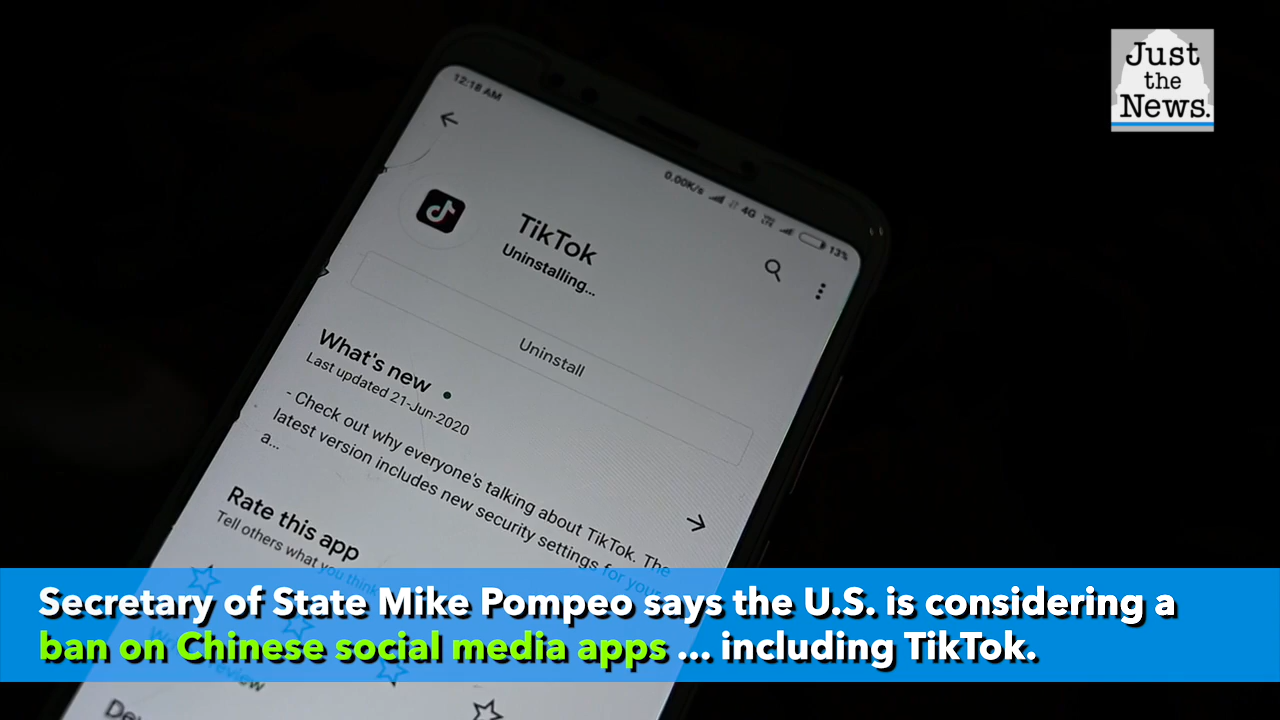 Just
the
News.
12:18 AM
0.00K/s 4G 13%
TikTok
Uninstalling...
Uninstall
What's new
Last updated 21-Jun-2020
- Check out why everyone's talking about TikTok. The
latest version includes new security settings for your
a...
Rate this app
Tell others what you think
Secretary of State Mike Pompeo says the U.S. is considering a
ban on Chinese social media apps ... including TikTok.